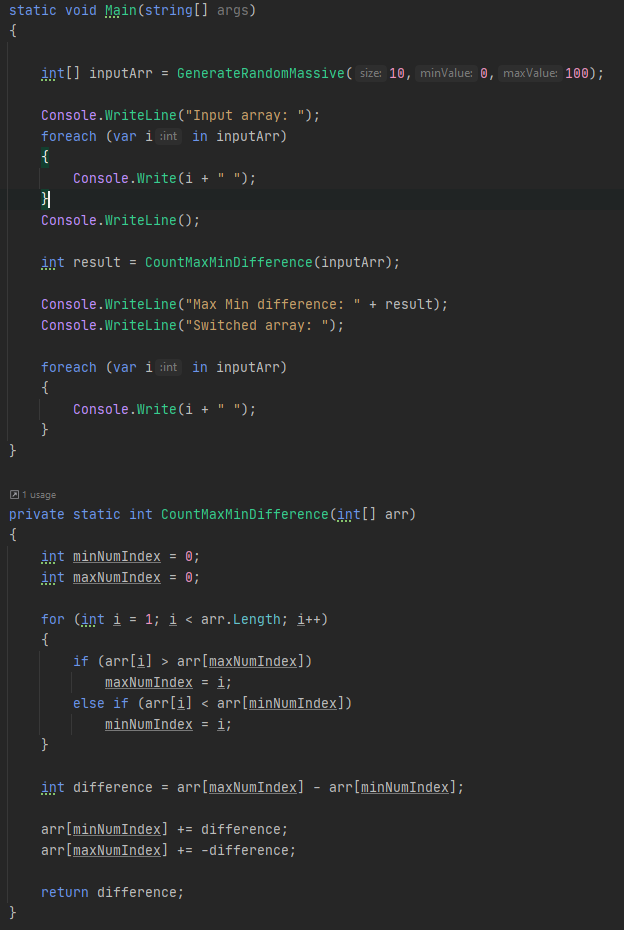 static void Main(string[] args)
{
    int[] inputArr = GenerateRandomMassive( size: 10, minValue: 0, maxValue: 100);
    Console.WriteLine("Input array: ");
    foreach (var i :int in inputArr)
    {
        Console.Write(i + " ");
    }
    Console.WriteLine();
    int result = CountMaxMinDifference(inputArr);
    Console.WriteLine("Max Min difference: " + result);
    Console.WriteLine("Switched array: ");
    foreach (var i :int in inputArr)
    {
        Console.Write(i + " ");
    }
}
1 usage
private static int CountMaxMinDifference(int[] arr)
{
    int minNumIndex = 0;
    int maxNumIndex = 0;
    for (int i = 1; i < arr.Length; i++)
    {
        if (arr[i] > arr[maxNumIndex])
            maxNumIndex = i;
        else if (arr[i] < arr[minNumIndex])
            minNumIndex = i;
    }
    int difference = arr[maxNumIndex] - arr[minNumIndex];
    arr[minNumIndex] += difference;
    arr[maxNumIndex] += -difference;
    return difference;
}